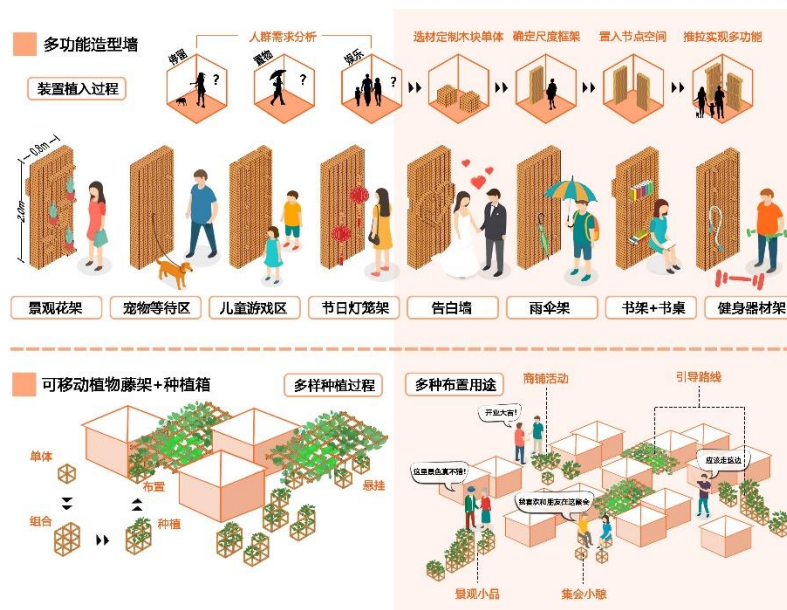 多功能造型墙
人群需求分析
停留
置物
娱乐
?
?
?
选材定制木块单体
确定尺度框架
置入节点空间
推拉实现多功能
装置植入过程
0.8m
2.0m
景观花架
宠物等待区
儿童游戏区
节日灯笼架
告白墙
雨伞架
书架+书桌
健身器材架
可移动植物藤架+种植箱
多样种植过程
多种布置用途
单体
组合
布置
种植
悬挂
商铺活动
引导路线
开业大吉!
这里景色真不错!
应该走这边
我喜欢和朋友在这聚会
景观小品
集会小憩